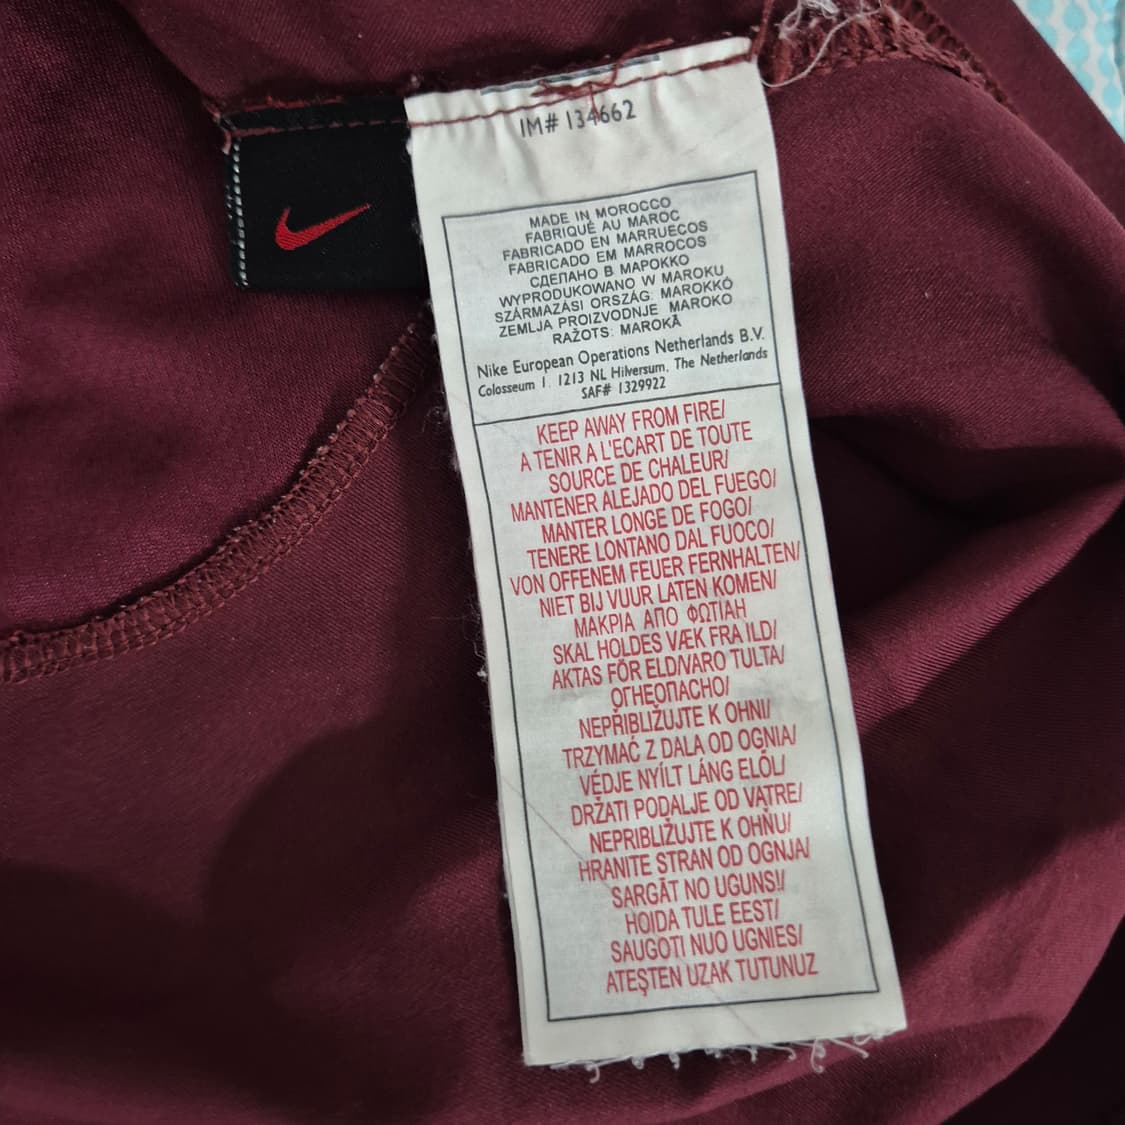 IM# 134662
MADE IN MOROCCO
FABRIQUÉ AU MAROC
FABRICADO EN MARRUECOS
FABRICADO EM MARROCOS
СДЕЛАНО В МАРОККО
WYPRODUKOWANO W MAROKU
SZÁRMAZÁSI ORSZÁG: MAROKKÓ
ZEMLJA PROIZVODNJE MAROKO
RAŽOTS: MAROKĀ
Nike European Operations Netherlands B.V.
Colosseum 1, 1213 NL Hilversum, The Netherlands
SAF# 1329922
KEEP AWAY FROM FIRE/
A TENIR A L'ECART DE TOUTE
SOURCE DE CHALEUR/
MANTENER ALEJADO DEL FUEGO/
MANTER LONGE DE FOGO/
TENERE LONTANO DAL FUOCO/
VON OFFENEM FEUER FERNHALTEN/
NIET BIJ VUUR LATEN KOMEN/
ΜΑΚΡΙΑ ΑΠΟ ΦΩΤΙΑΗ
SKAL HOLDES VÆK FRA ILD/
AKTAS FÖR ELD/VARO TULTA/
ОГНЕОПАСНО/
NEPŘIBLIŽUJTE K OHNI/
TRZYMAĆ Z DALA OD OGNIA/
VÉDJE NYÍLT LÁNG ELŐL/
DRŽATI PODALJE OD VATRE/
NEPRIBLIŽUJTE K OHŇU/
HRANITE STRAN OD OGNJA/
SARGĀT NO UGUNS!/
HOIDA TULE EEST/
SAUGOTI NUO UGNIES/
ATEŞTEN UZAK TUTUNUZ